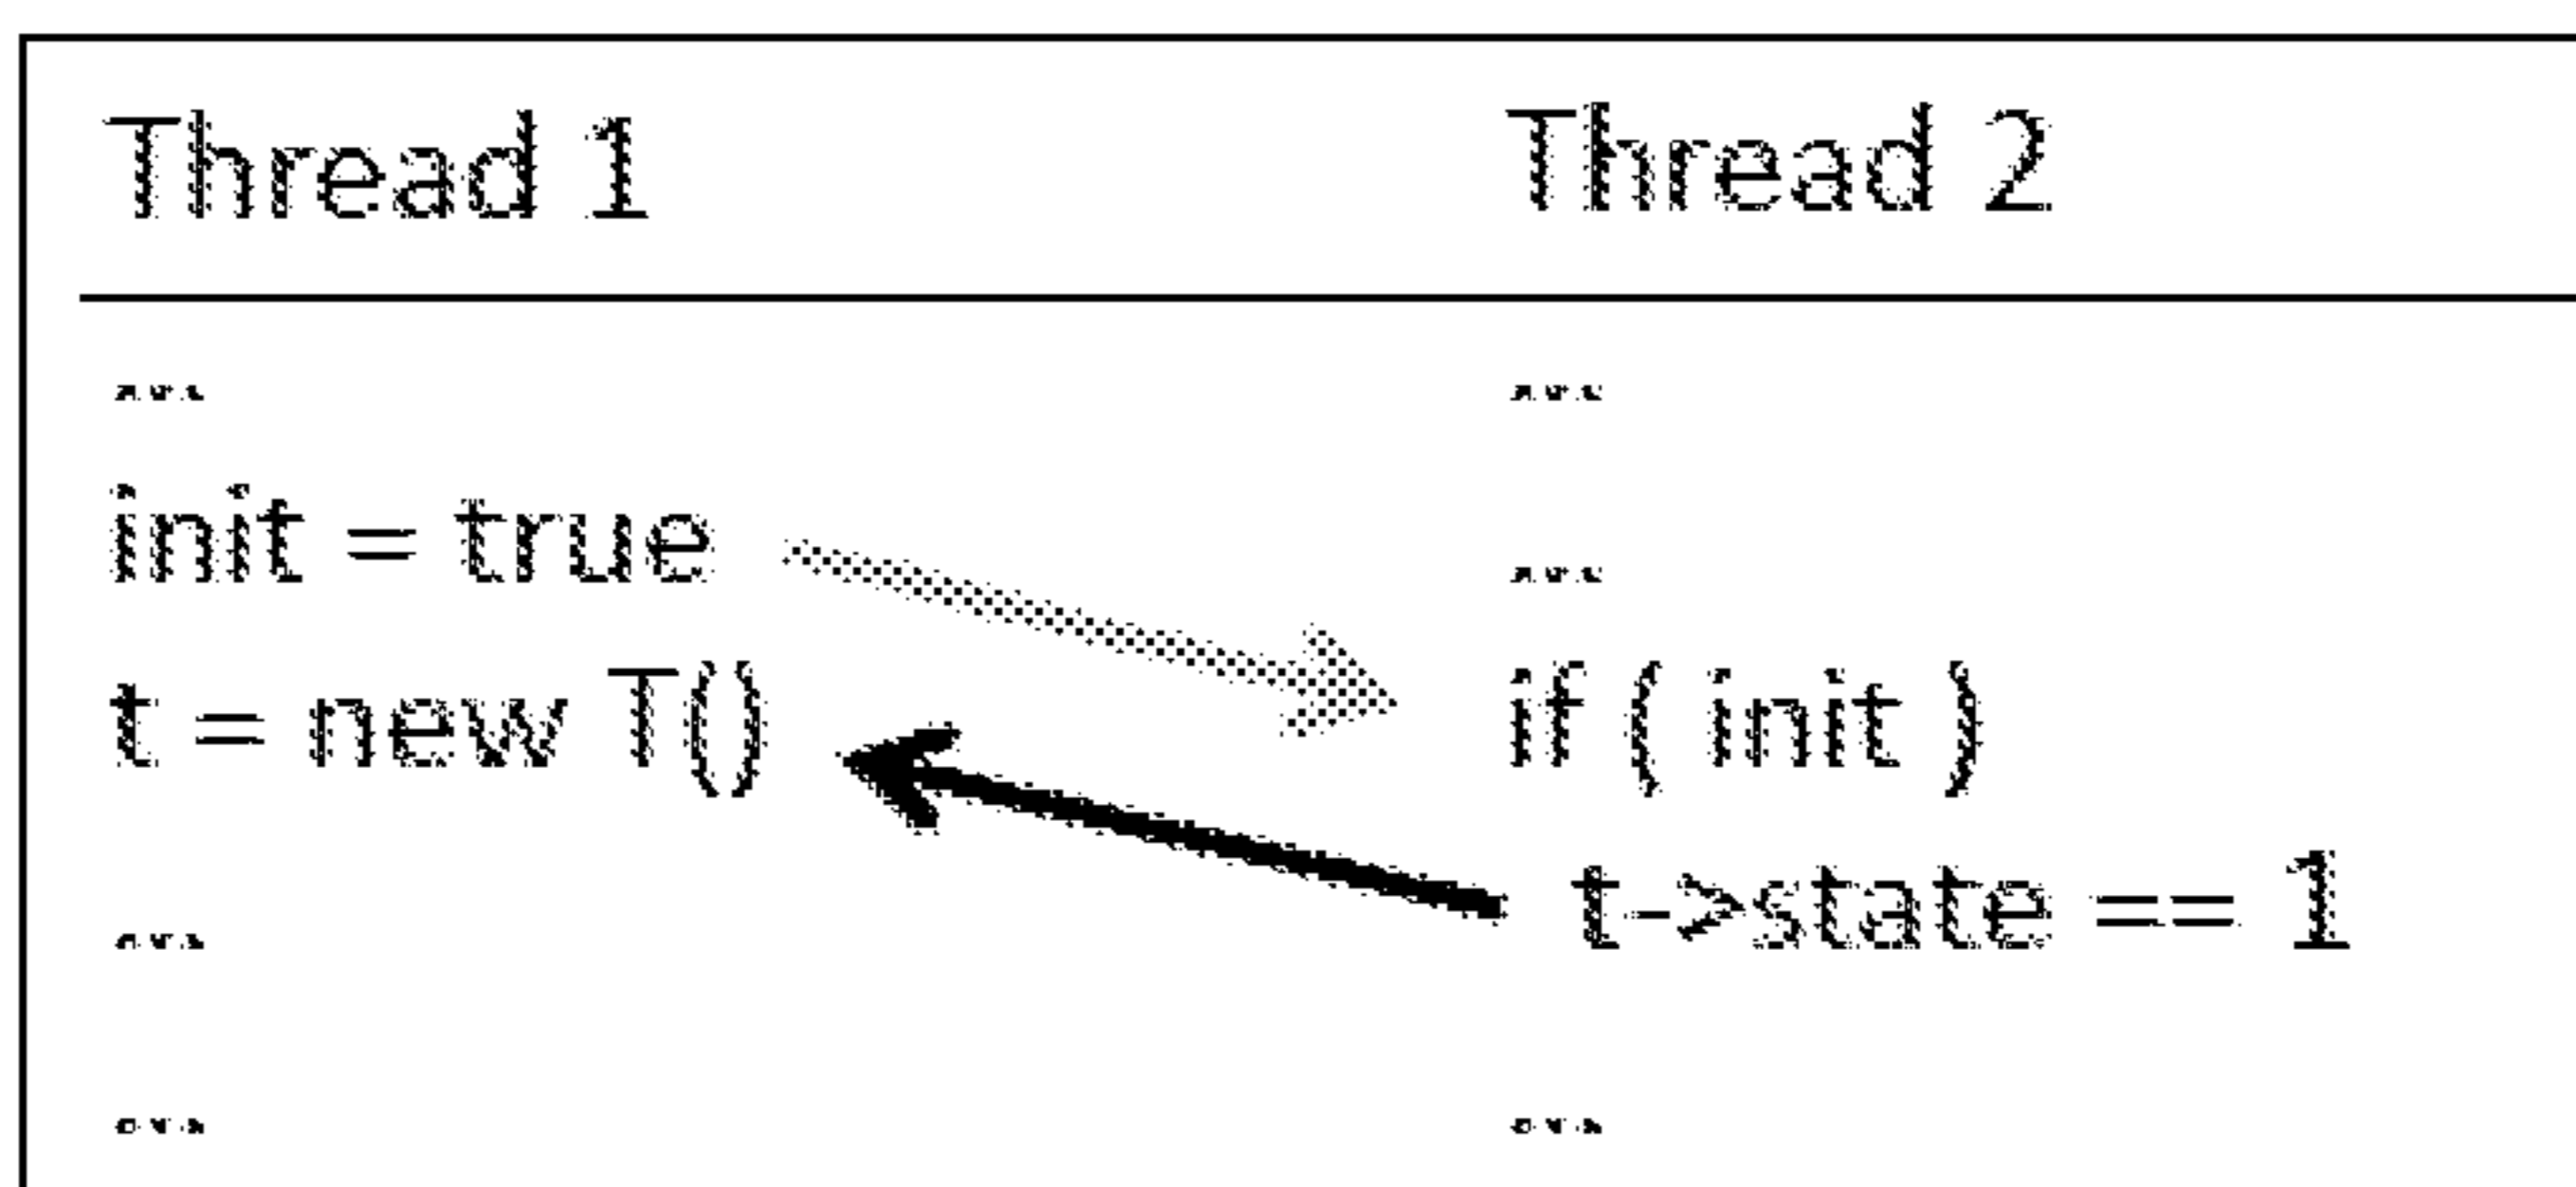 Thread 1 Thread 2
... ...
init = true ...
t = new T() if ( init )
... t->state == 1
... ...